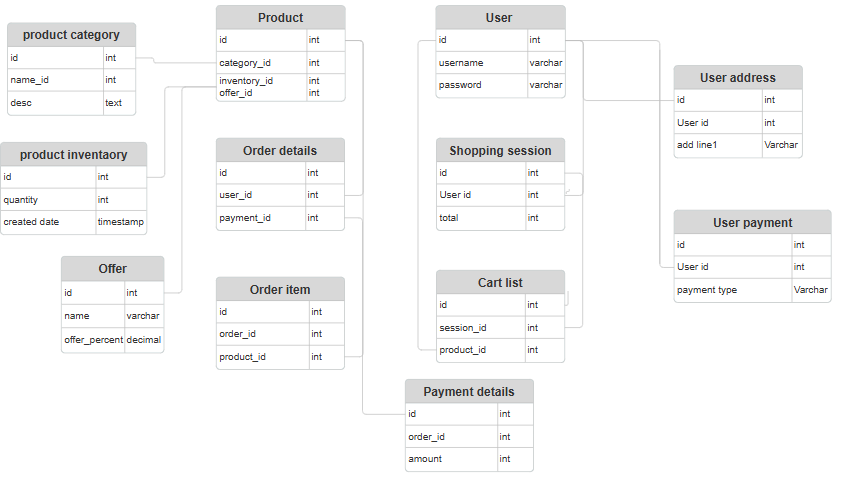 product category
id int
name_id int
desc text
Product
id int
category_id int
inventory_id int
offer_id int
User
id int
username varchar
password varchar
User address
id int
User id int
add line1 Varchar
product inventaory
id int
quantity int
created date timestamp
Order details
id int
user_id int
payment_id int
Shopping session
id int
User id int
total int
User payment
id int
User id int
payment type Varchar
Offer
id int
name varchar
offer_percent decimal
Order item
id int
order_id int
product_id int
Cart list
id int
session_id int
product_id int
Payment details
id int
order_id int
amount int